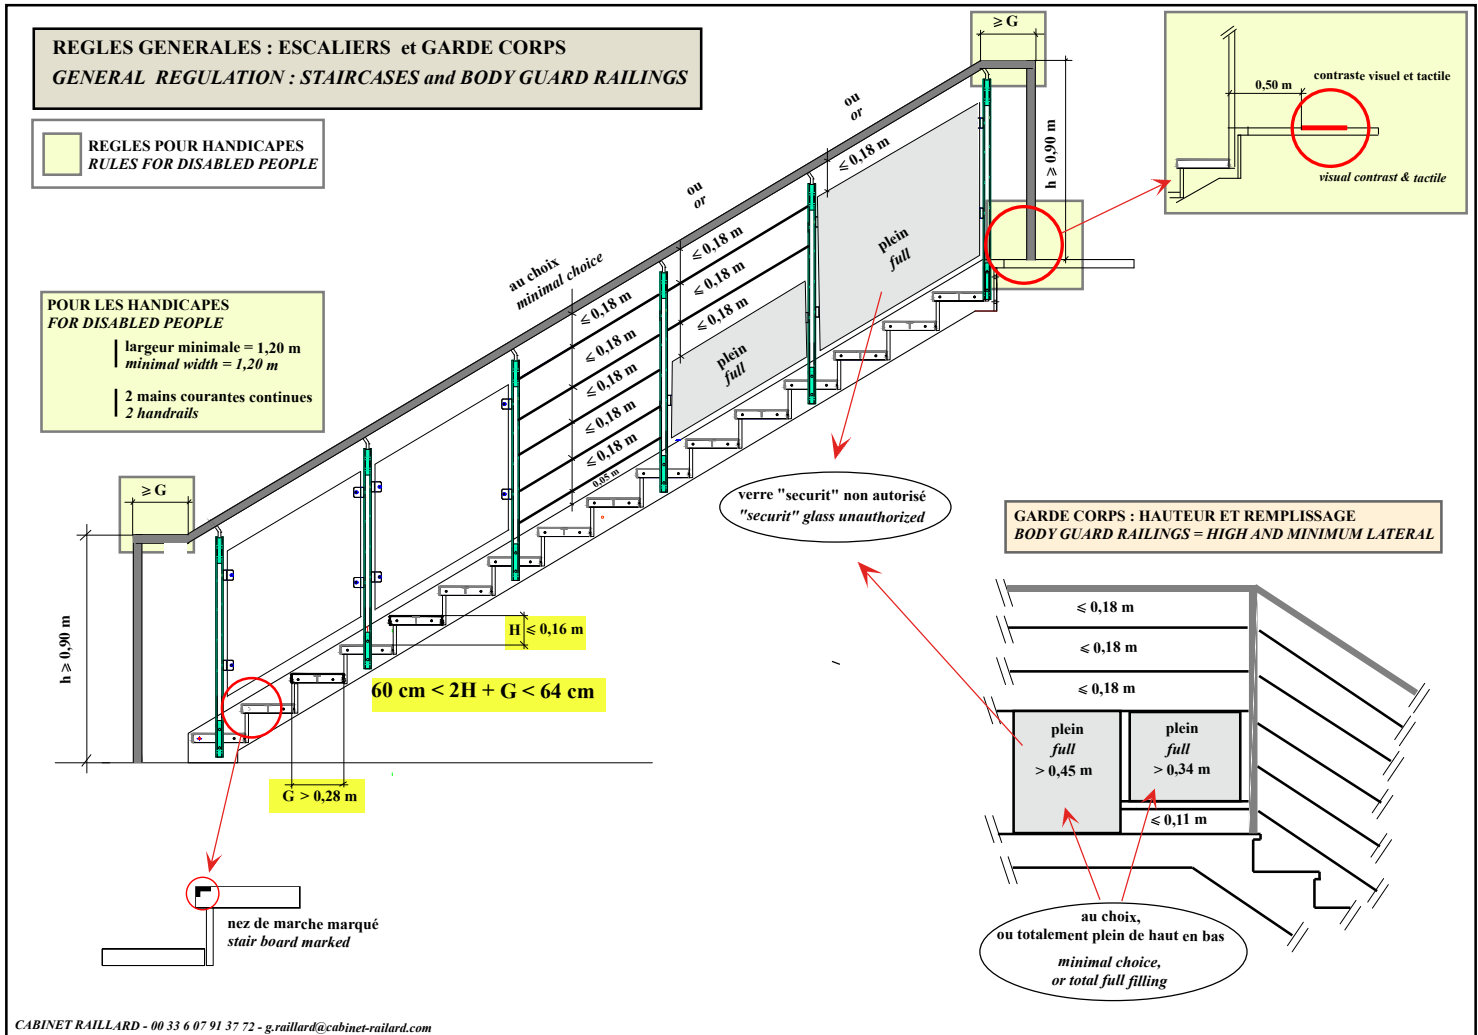 REGLES GENERALES : ESCALIERS et GARDE CORPS
GENERAL REGULATION : STAIRCASES and BODY GUARD RAILINGS
REGLES POUR HANDICAPES
RULES FOR DISABLED PEOPLE
≥ G
h ≥ 0,90 m
0,50 m
contraste visuel et tactile
visual contrast & tactile
POUR LES HANDICAPES
FOR DISABLED PEOPLE
largeur minimale = 1,20 m
minimal width = 1,20 m
2 mains courantes continues
2 handrails
au choix
minimal choice
ou
or
ou
or
≤ 0,18 m
≤ 0,18 m
≤ 0,18 m
≤ 0,18 m
≤ 0,18 m
0,05 m
≤ 0,18 m
≤ 0,18 m
≤ 0,18 m
plein
full
≤ 0,18 m
plein
full
≥ G
h ≥ 0,90 m
H ≤ 0,16 m
60 cm < 2H + G < 64 cm
G > 0,28 m
verre "securit" non autorisé
"securit" glass unauthorized
GARDE CORPS : HAUTEUR ET REMPLISSAGE
BODY GUARD RAILINGS = HIGH AND MINIMUM LATERAL
≤ 0,18 m
≤ 0,18 m
≤ 0,18 m
plein
full
> 0,45 m
plein
full
> 0,34 m
≤ 0,11 m
au choix,
ou totalement plein de haut en bas
minimal choice,
or total full filling
nez de marche marqué
stair board marked
CABINET RAILLARD - 00 33 6 07 91 37 72 - g.raillard@cabinet-railard.com